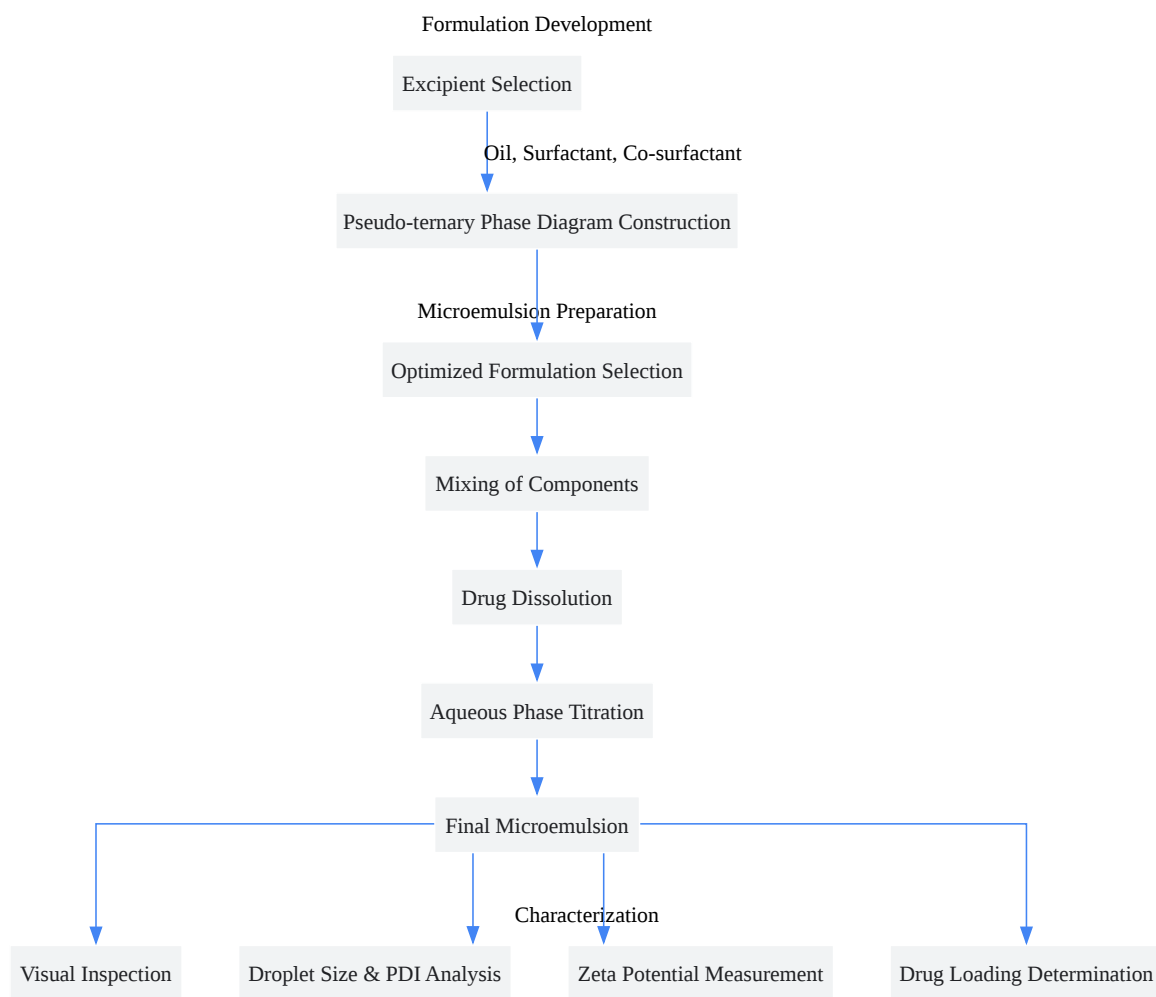 Formulation Development
Excipient Selection
Oil, Surfactant, Co-surfactant
Pseudo-ternary Phase Diagram Construction
Microemulsion Preparation
Optimized Formulation Selection
Mixing of Components
Drug Dissolution
Aqueous Phase Titration
Final Microemulsion
Characterization
Visual Inspection
Droplet Size & PDI Analysis
Zeta Potential Measurement
Drug Loading Determination